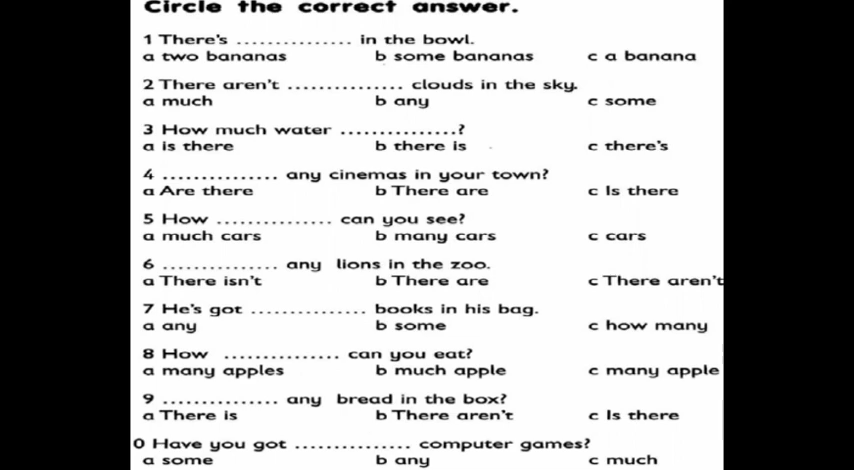 Circle the correct answer.
1 There's ............... in the bowl.
a two bananas b some bananas c a banana
2 There aren't ............... clouds in the sky.
a much b any c some
3 How much water ...............?
a is there b there is c there's
4 ............... any cinemas in your town?
a Are there b There are c Is there
5 How ............... can you see?
a much cars b many cars c cars
6 ............... any lions in the zoo.
a There isn't b There are c There aren't
7 He's got ............... books in his bag.
a any b some c how many
8 How ............... can you eat?
a many apples b much apple c many apple
9 ............... any bread in the box?
a There is b There aren't c Is there
0 Have you got ............... computer games?
a some b any c much